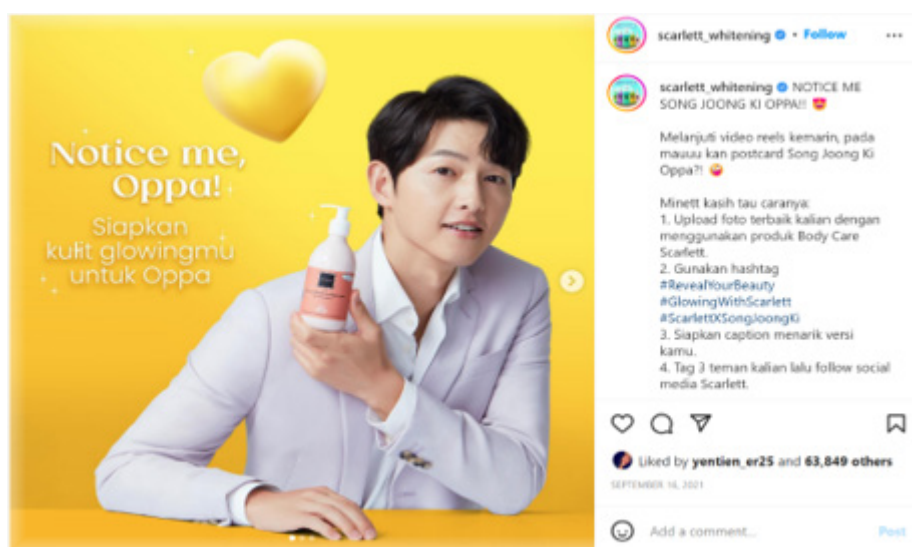 Notice me,
Oppa!
Siapkan
kulit glowingmu
untuk Oppa
scarlett_whitening • Follow
scarlett_whitening NOTICE ME
SONG JOONG KI OPPA!! 😍
Melanjuti video reels kemarin, pada
mauuu kan postcard Song Joong Ki
Oppa?!
Minett kasih tau caranya:
1. Upload foto terbaik kalian dengan
menggunakan produk Body Care
Scarlett.
2. Gunakan hashtag
#RevealYourBeauty
#GlowingWithScarlett
#ScarlettXSongJoongKi
3. Siapkan caption menarik versi
kamu.
4. Tag 3 teman kalian lalu follow social
media Scarlett.
Liked by yentien_er25 and 63,849 others
SEPTEMBER 16, 2021
Add a comment...
Post